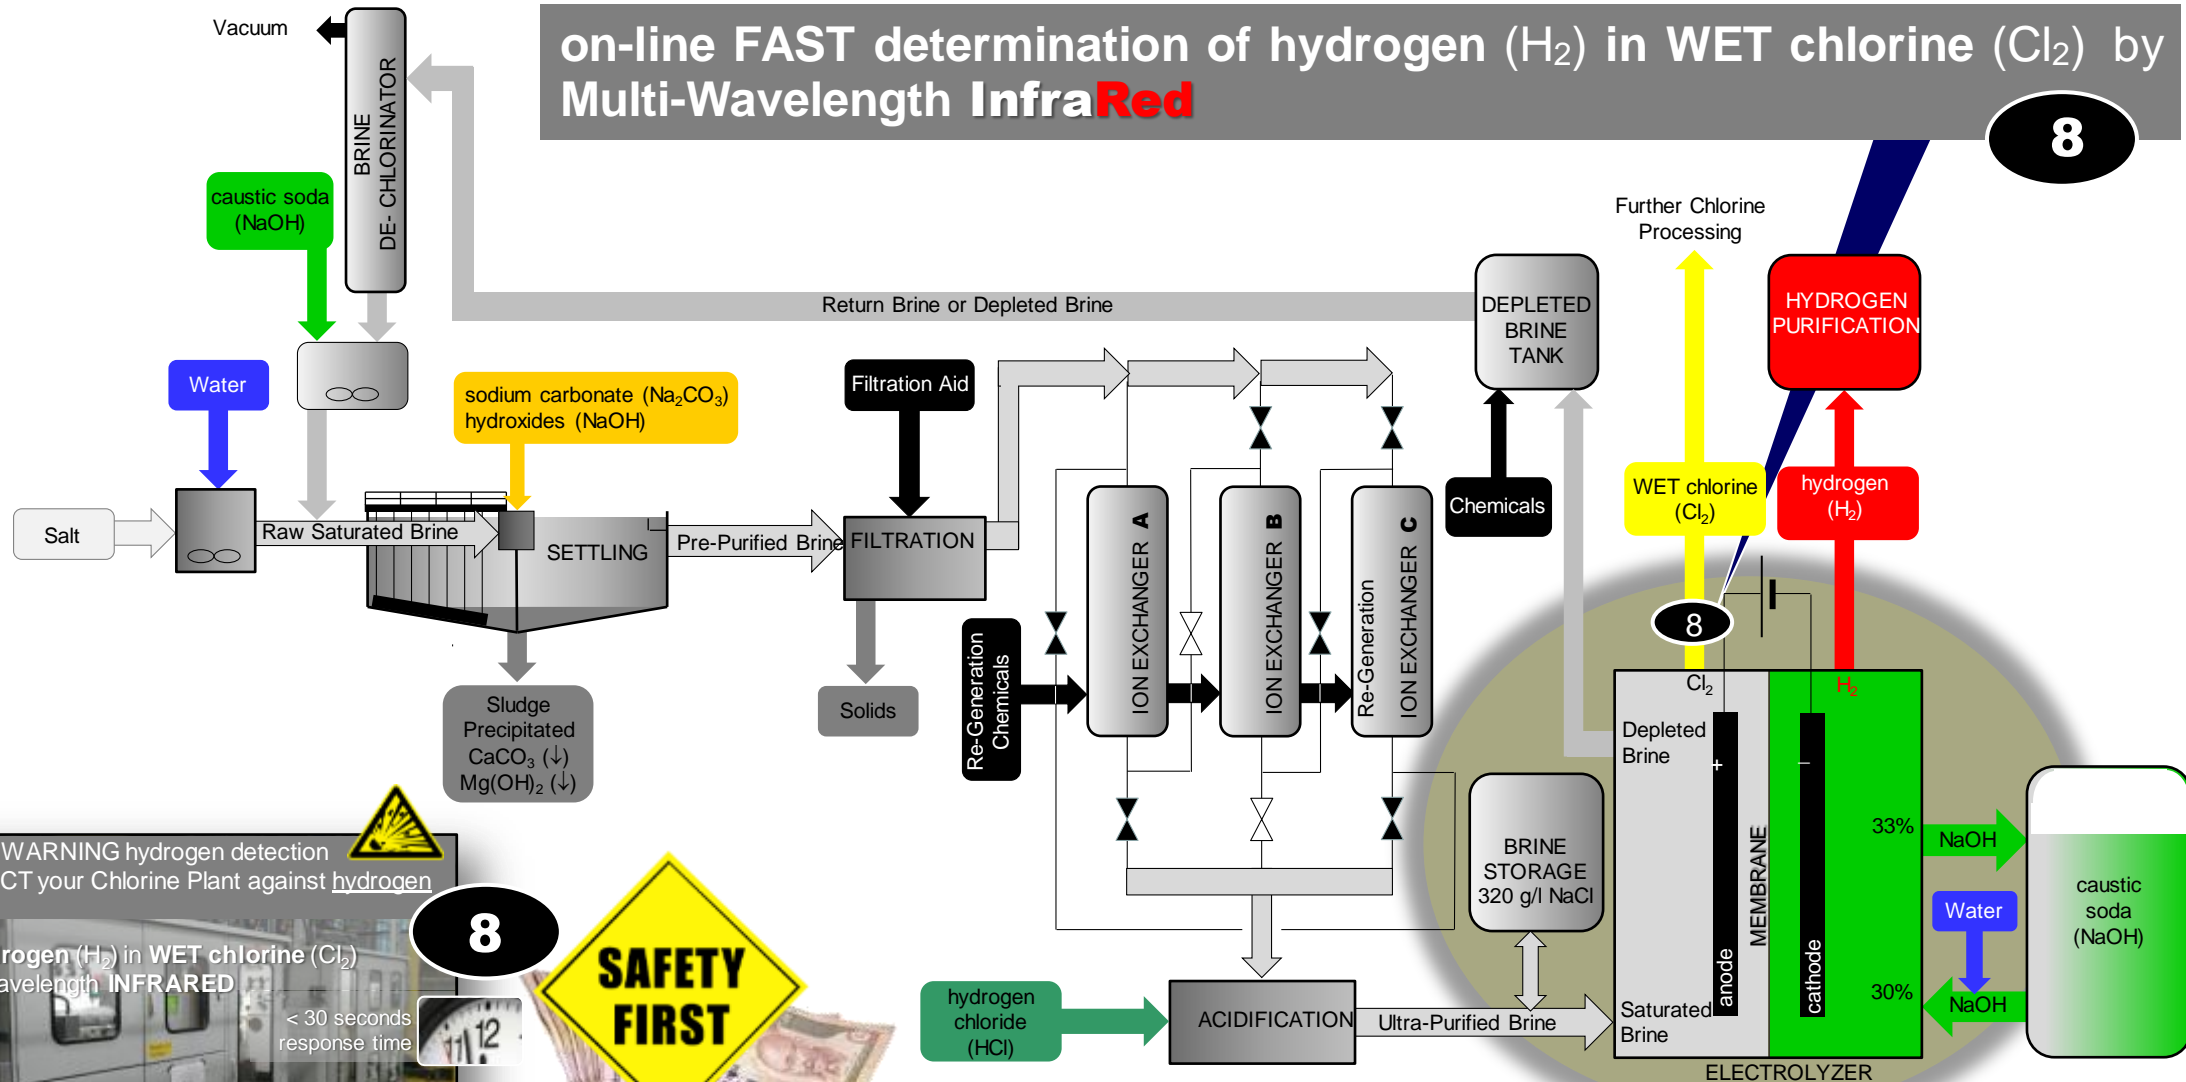 on-line FAST determination of hydrogen (H₂) in WET chlorine (Cl₂) by
Multi-Wavelength InfraRed
8
Vacuum
BRINE
DE- CHLORINATOR
caustic soda
(NaOH)
Water
Salt
Raw Saturated Brine
sodium carbonate (Na₂CO₃)
hydroxides (NaOH)
SETTLING
Sludge
Precipitated
CaCO₃ (↓)
Mg(OH)₂ (↓)
Pre-Purified Brine
Filtration Aid
FILTRATION
Solids
Return Brine or Depleted Brine
Re-Generation
Chemicals
ION EXCHANGER A
ION EXCHANGER B
Re-Generation
ION EXCHANGER C
DEPLETED
BRINE
TANK
Chemicals
Further Chlorine
Processing
HYDROGEN
PURIFICATION
WET chlorine
(Cl₂)
hydrogen
(H₂)
8
Cl₂
H₂
Depleted
Brine
+
–
anode
MEMBRANE
cathode
Saturated
Brine
33%
30%
NaOH
Water
NaOH
caustic
soda
(NaOH)
ELECTROLYZER
BRINE
STORAGE
320 g/l NaCl
hydrogen
chloride
(HCl)
ACIDIFICATION
Ultra-Purified Brine
WARNING hydrogen detection
CT your Chlorine Plant against hydrogen
8
rogen (H₂) in WET chlorine (Cl₂)
avelength INFRARED
< 30 seconds
response time
11 12
SAFETY
FIRST